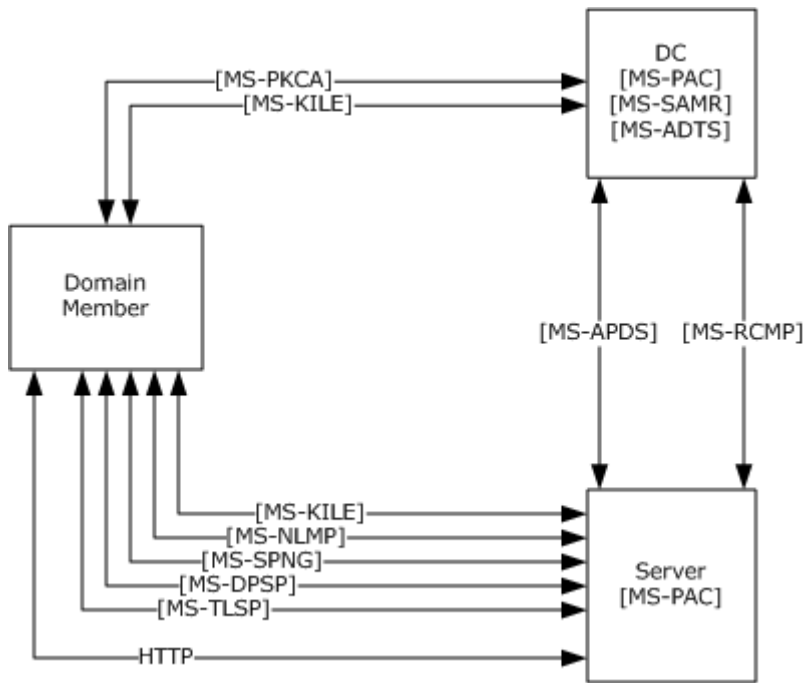 DC
[MS-PAC]
[MS-SAMR]
[MS-ADTS]
[MS-PKCA]
[MS-KILE]
Domain
Member
[MS-APDS]
[MS-RCMP]
[MS-KILE]
[MS-NLMP]
[MS-SPNG]
[MS-DPSP]
[MS-TLSP]
HTTP
Server
[MS-PAC]